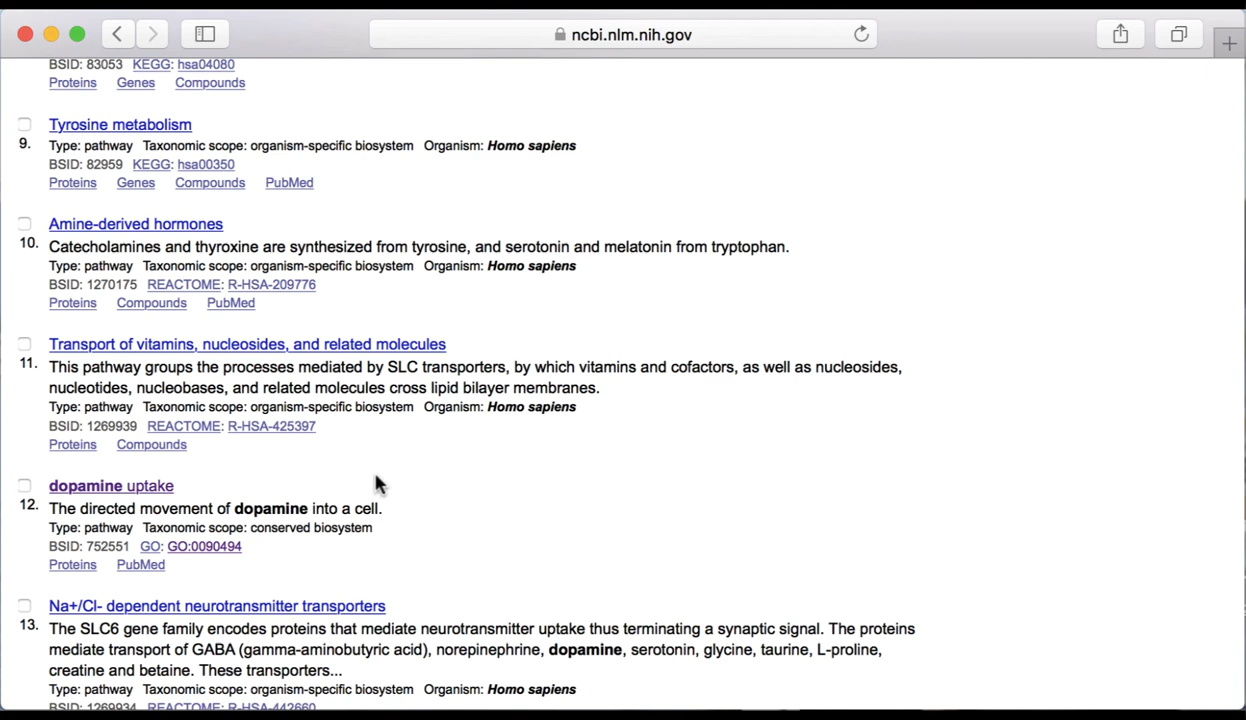 ncbi.nlm.nih.gov
BSID: 83053 KEGG: hsa04080
Proteins Genes Compounds
Tyrosine metabolism
9. Type: pathway Taxonomic scope: organism-specific biosystem Organism: Homo sapiens
BSID: 82959 KEGG: hsa00350
Proteins Genes Compounds PubMed
Amine-derived hormones
10. Catecholamines and thyroxine are synthesized from tyrosine, and serotonin and melatonin from tryptophan.
Type: pathway Taxonomic scope: organism-specific biosystem Organism: Homo sapiens
BSID: 1270175 REACTOME: R-HSA-209776
Proteins Compounds PubMed
Transport of vitamins, nucleosides, and related molecules
11. This pathway groups the processes mediated by SLC transporters, by which vitamins and cofactors, as well as nucleosides,
nucleotides, nucleobases, and related molecules cross lipid bilayer membranes.
Type: pathway Taxonomic scope: organism-specific biosystem Organism: Homo sapiens
BSID: 1269939 REACTOME: R-HSA-425397
Proteins Compounds
dopamine uptake
12. The directed movement of dopamine into a cell.
Type: pathway Taxonomic scope: conserved biosystem
BSID: 752551 GO: GO:0090494
Proteins PubMed
Na+/Cl- dependent neurotransmitter transporters
13. The SLC6 gene family encodes proteins that mediate neurotransmitter uptake thus terminating a synaptic signal. The proteins
mediate transport of GABA (gamma-aminobutyric acid), norepinephrine, dopamine, serotonin, glycine, taurine, L-proline,
creatine and betaine. These transporters...
Type: pathway Taxonomic scope: organism-specific biosystem Organism: Homo sapiens
BSID: 1269934 REACTOME: R-HSA-442660